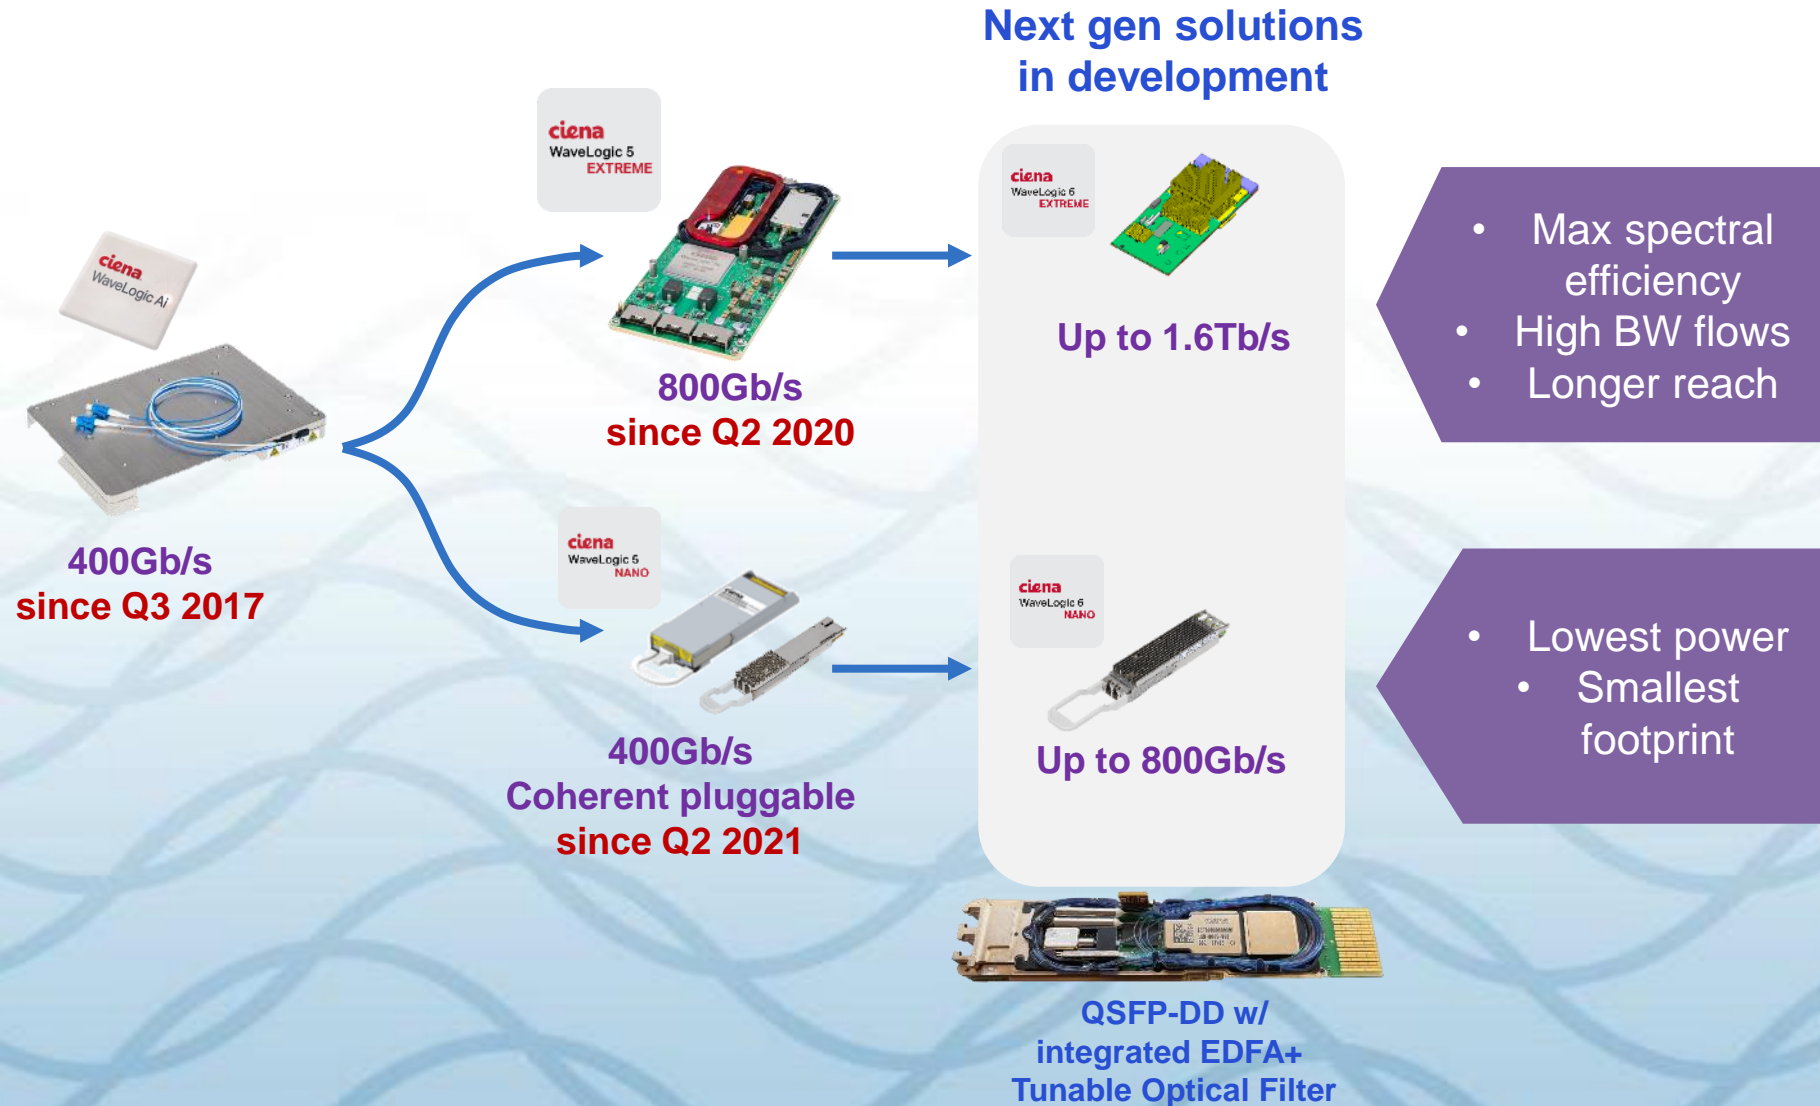 Next gen solutions
in development
ciena
WaveLogic 5
EXTREME
ciena
WaveLogic 6
EXTREME
ciena
WaveLogic Ai
• Max spectral
efficiency
• High BW flows
• Longer reach
Up to 1.6Tb/s
800Gb/s
since Q2 2020
400Gb/s
since Q3 2017
ciena
WaveLogic 5
NANO
ciena
WaveLogic 6
NANO
• Lowest power
• Smallest
footprint
400Gb/s
Coherent pluggable
since Q2 2021
Up to 800Gb/s
QSFP-DD w/
integrated EDFA+
Tunable Optical Filter